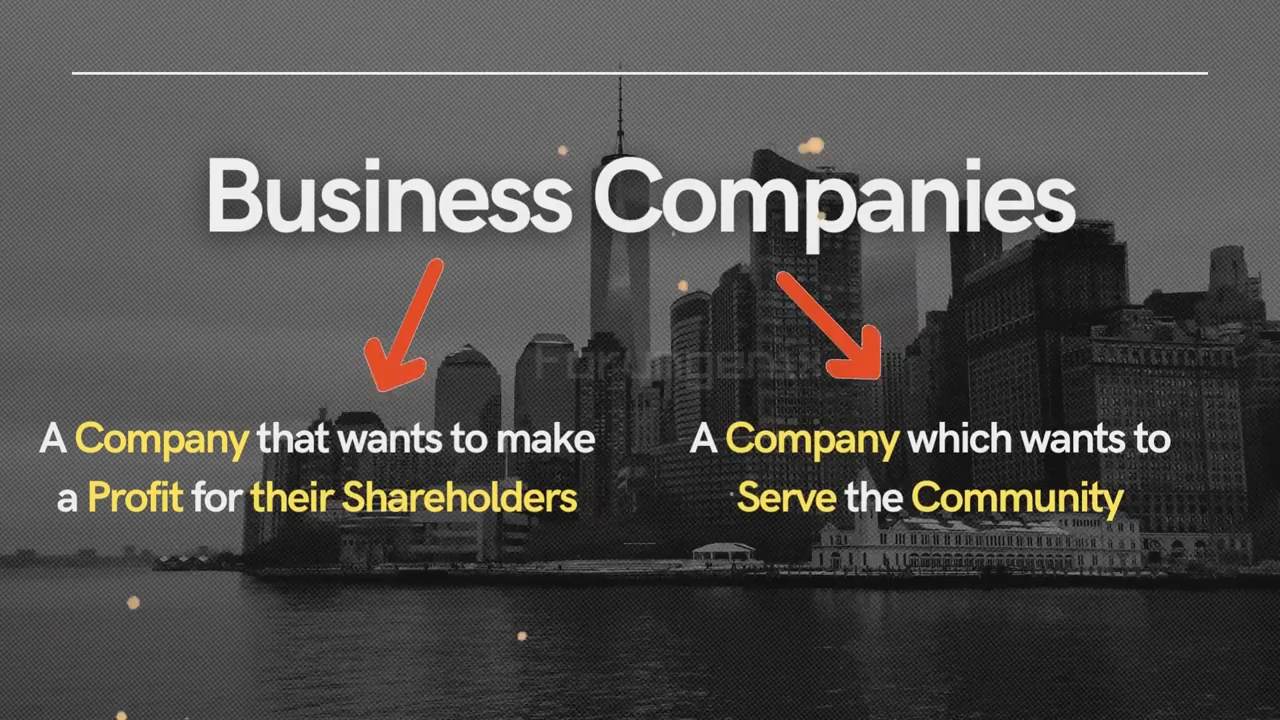 Business Companies
A Company that wants to make
a Profit for their Shareholders
A Company which wants to
Serve the Community